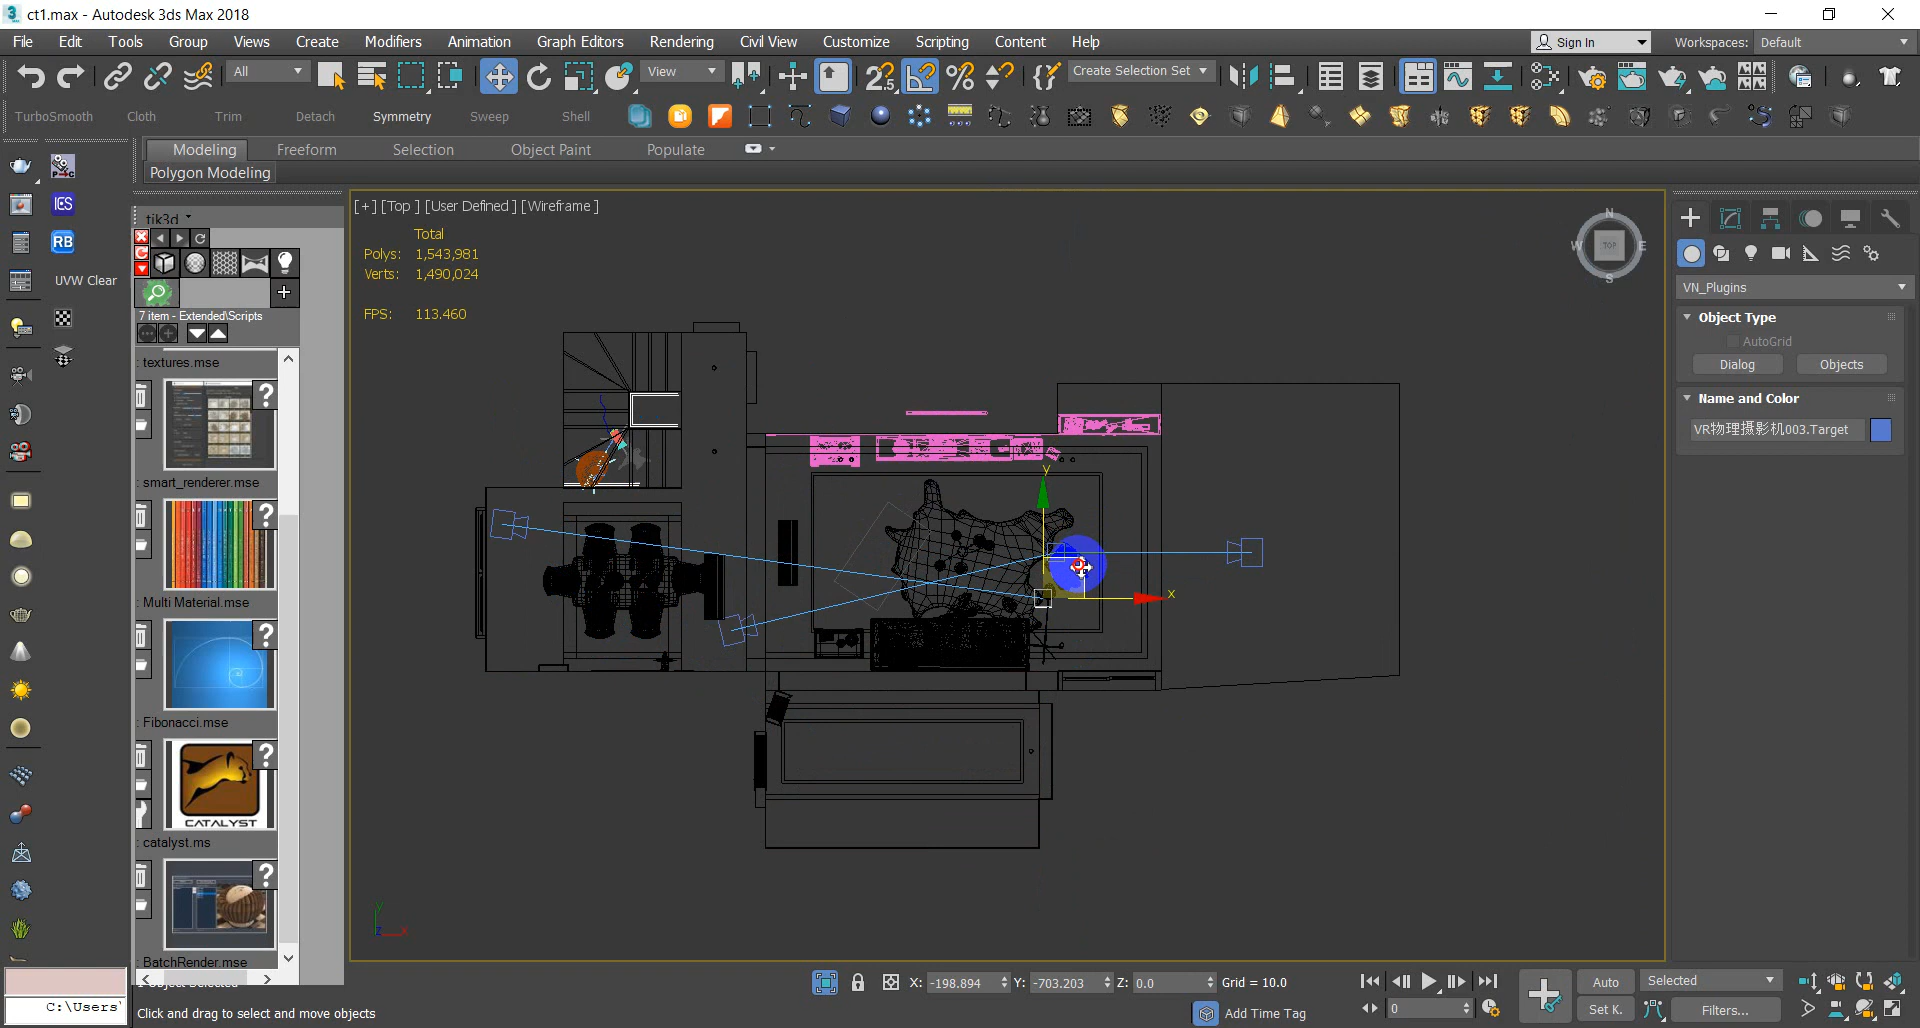 ct1.max - Autodesk 3ds Max 2018
File Edit Tools Group Views Create Modifiers Animation Graph Editors Rendering Civil View Customize Scripting Content Help
Sign In Workspaces: Default
All View Create Selection Set
TurboSmooth Cloth Trim Detach Symmetry Sweep Shell
Modeling Freeform Selection Object Paint Populate
Polygon Modeling
IES
RB
UVW Clear
tik3d
7 item - Extended\Scripts
textures.mse
smart_renderer.mse
Multi Material.mse
Fibonacci.mse
CATALYST
catalyst.ms
BatchRender.mse
[+] [Top ] [User Defined ] [Wireframe ]
Total
Polys: 1,543,981
Verts: 1,490,024
FPS: 113.460
N
W TOP E
S
y
x
VN_Plugins
Object Type
AutoGrid
Dialog Objects
Name and Color
VR物理摄影机003.Target
C:\Users'
Click and drag to select and move objects
X: -198.894 Y: -703.203 Z: 0.0 Grid = 10.0
Add Time Tag
0
Auto Selected
Set K. Filters...